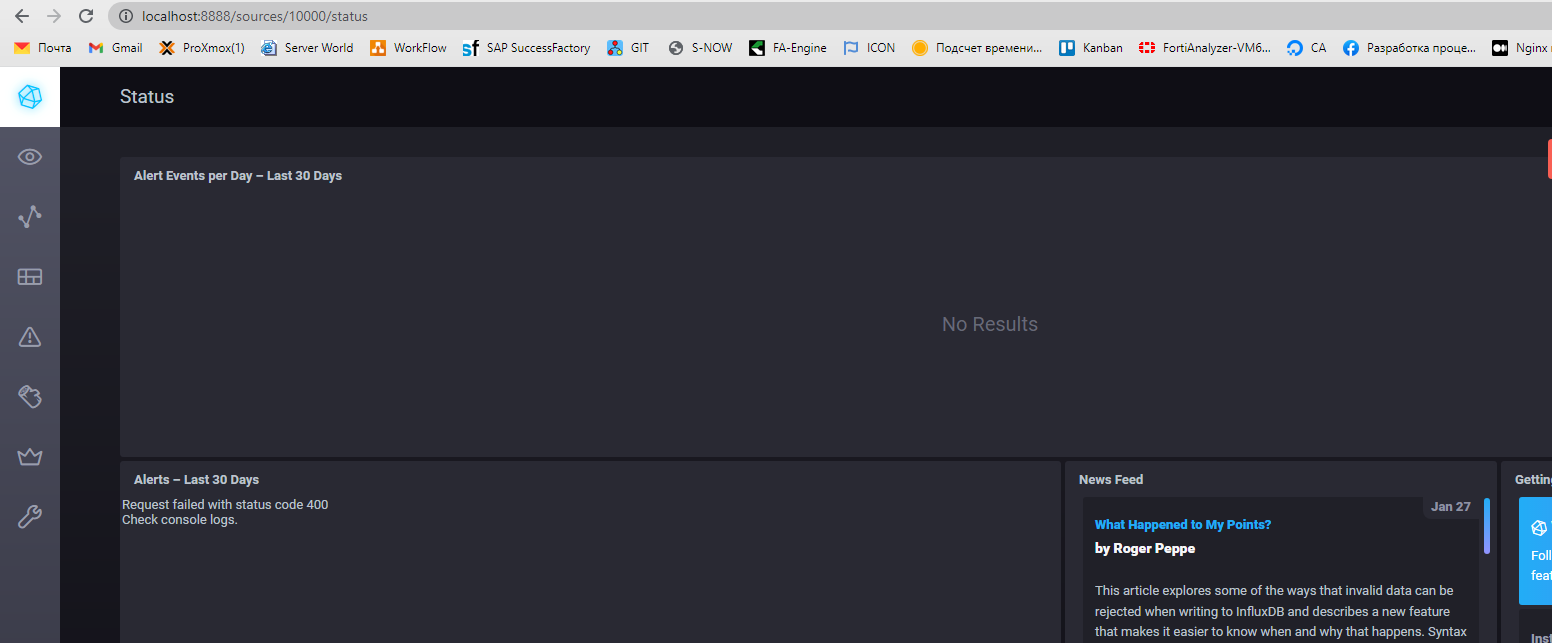 localhost:8888/sources/10000/status
Почта Gmail ProXmox(1) Server World WorkFlow SAP SuccessFactory GIT S-NOW FA-Engine ICON Подсчет времени... Kanban FortiAnalyzer-VM6... CA Разработка проце... Nginx
Status
Alert Events per Day – Last 30 Days
No Results
Alerts – Last 30 Days
Request failed with status code 400
Check console logs.
News Feed
Jan 27
What Happened to My Points?
by Roger Peppe
This article explores some of the ways that invalid data can be
rejected when writing to InfluxDB and describes a new feature
that makes it easier to know when and why that happens. Syntax